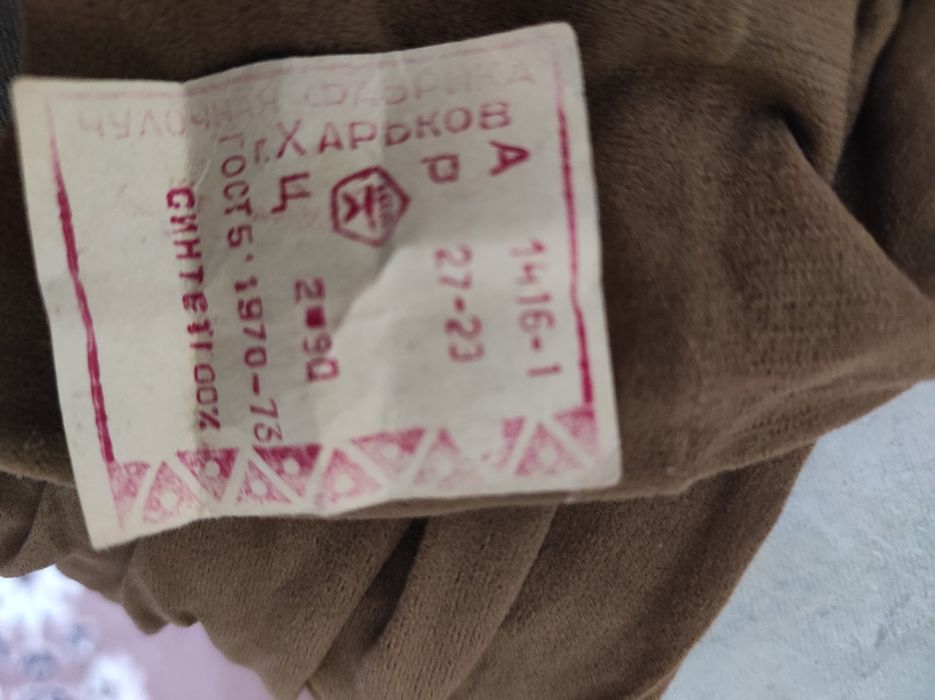 ЧУЛОЧНАЯ ФАБРИКА
г. ХАРЬКОВ
А 1416-1
Р 27-23
Ц 2-90
ГОСТ 5.1970-73
СИНТЕТ 100%